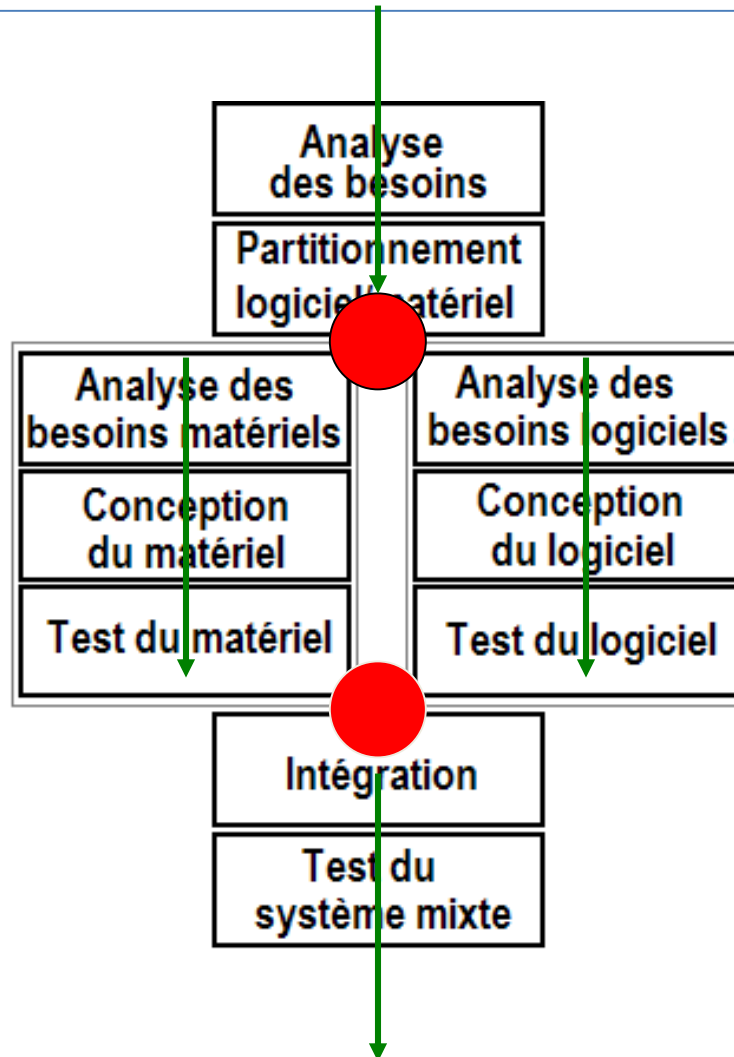 Analyse
des besoins
Partitionnement
logiciel/matériel
Analyse des
besoins matériels
Conception
du matériel
Test du matériel
Analyse des
besoins logiciels
Conception
du logiciel
Test du logiciel
Intégration
Test du
système mixte